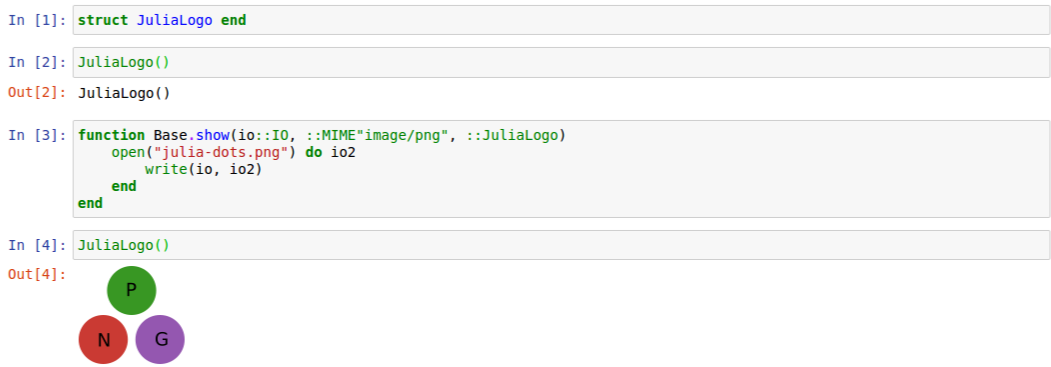 In [1]: struct JuliaLogo end
In [2]: JuliaLogo()
Out[2]: JuliaLogo()
In [3]: function Base.show(io::IO, ::MIME"image/png", ::JuliaLogo)
    open("julia-dots.png") do io2
        write(io, io2)
    end
end
In [4]: JuliaLogo()
Out[4]:
P
N G